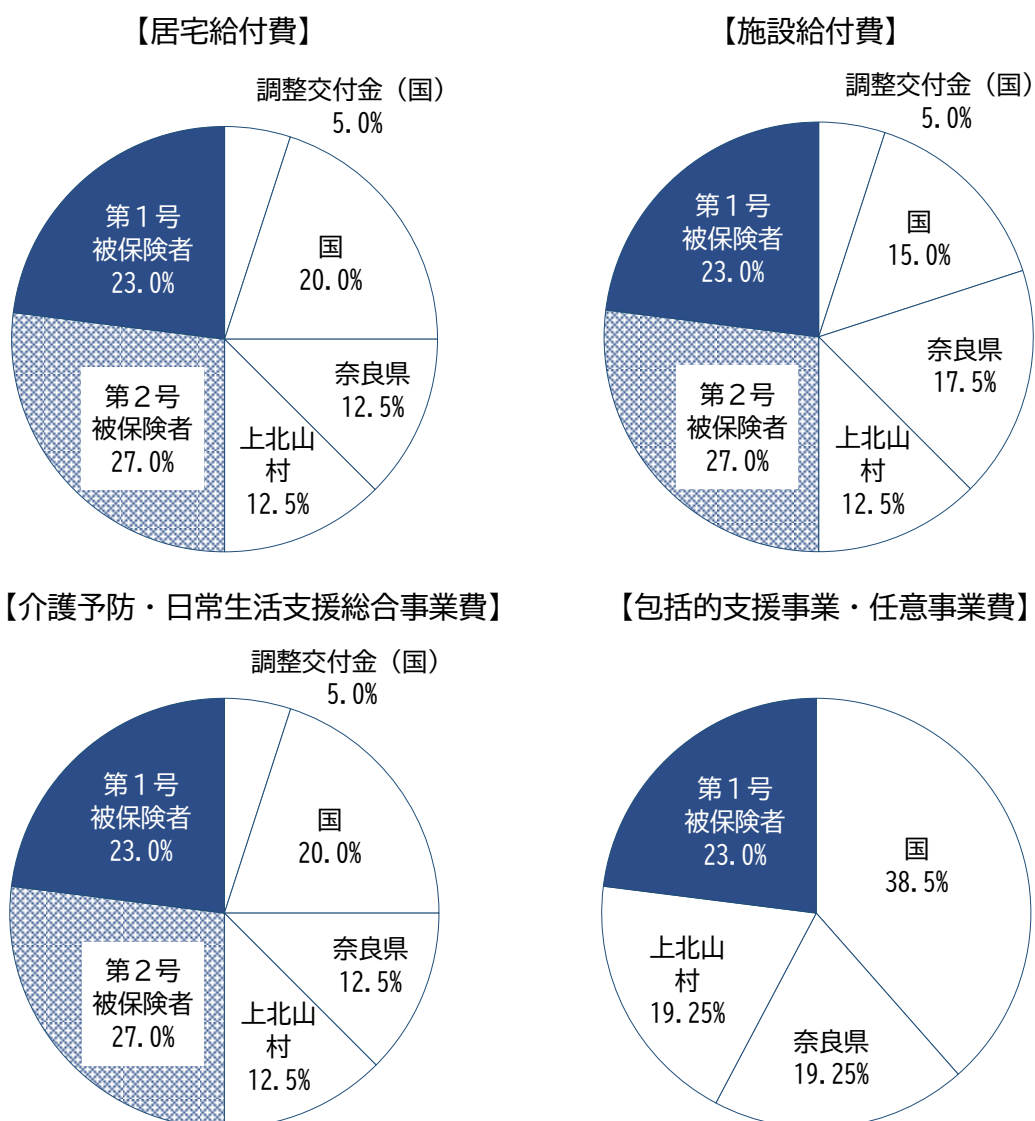 【居宅給付費】
調整交付金（国）
5.0%
国
20.0%
奈良県
12.5%
上北山
村
12.5%
第２号
被保険者
27.0%
第１号
被保険者
23.0%
【施設給付費】
調整交付金（国）
5.0%
国
15.0%
奈良県
17.5%
上北山
村
12.5%
第２号
被保険者
27.0%
第１号
被保険者
23.0%
【介護予防・日常生活支援総合事業費】
調整交付金（国）
5.0%
国
20.0%
奈良県
12.5%
上北山
村
12.5%
第２号
被保険者
27.0%
第１号
被保険者
23.0%
【包括的支援事業・任意事業費】
国
38.5%
奈良県
19.25%
上北山
村
19.25%
第１号
被保険者
23.0%